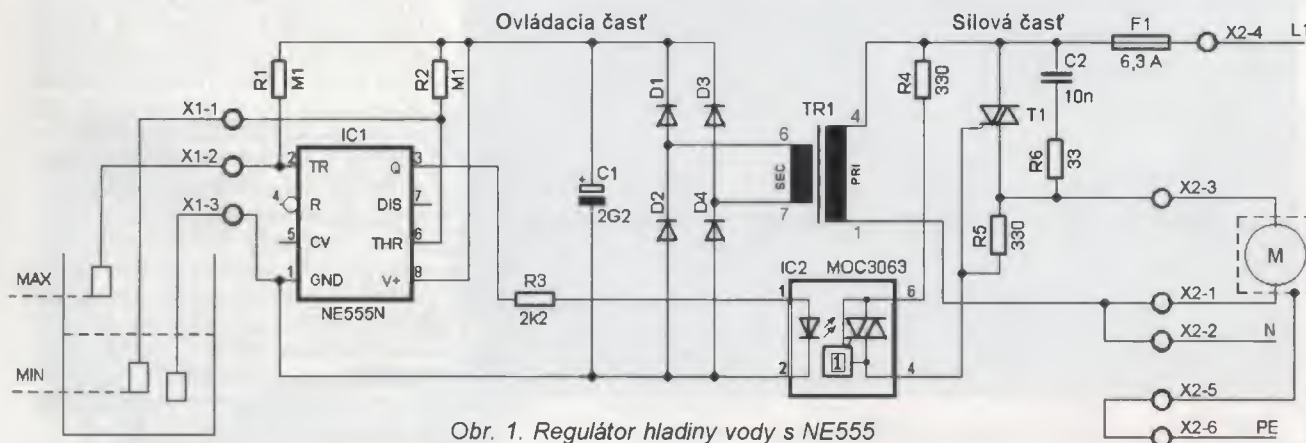 Ovládacia časť
Silová časť
F1
6,3 A
X2-4
L1
R1
M1
R2
M1
D1
D3
TR1
4
R4
330
C2
10n
T1
X1-1
X1-2
X1-3
IC1
2
TR
Q
3
4
R
DIS
7
5
CV
THR
6
1
GND
V+
8
NE555N
+
C1
2G2
6
SEC
PRI
7
1
D2
D4
R6
33
R5
330
X2-3
M
MAX
MIN
R3
2K2
IC2
MOC3063
1
6
2
4
1
X2-1
X2-2
N
X2-5
X2-6
PE
Obr. 1. Regulátor hladiny vody s NE555